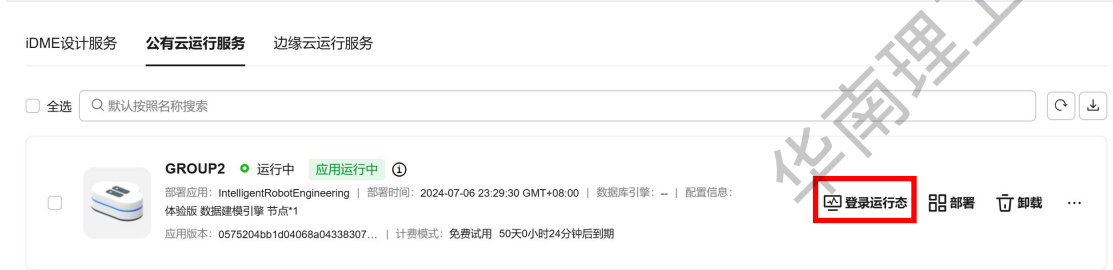 iDME设计服务 公有云运行服务 边缘云运行服务
全选 默认按照名称搜索
GROUP2 运行中 应用运行中
部署应用：IntelligentRobotEngineering | 部署时间：2024-07-06 23:29:30 GMT+08:00 | 数据库引擎：-- | 配置信息：
体验版 数据建模引擎 节点*1
登录运行态 部署 卸载 ...
应用版本：0575204bb1d04068a04338307... | 计费模式：免费试用 50天0小时24分钟后到期
华南理工